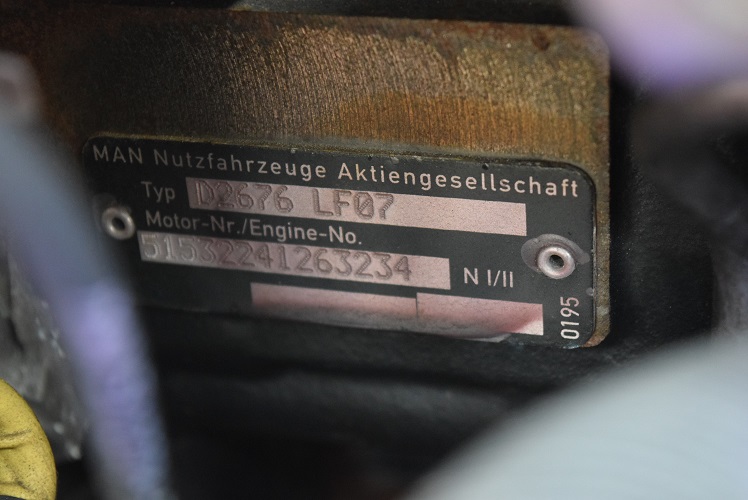 MAN Nutzfahrzeuge Aktiengesellschaft
Typ D2676 LF07
Motor-Nr./Engine-No.
51532241263234 N I/II
0195